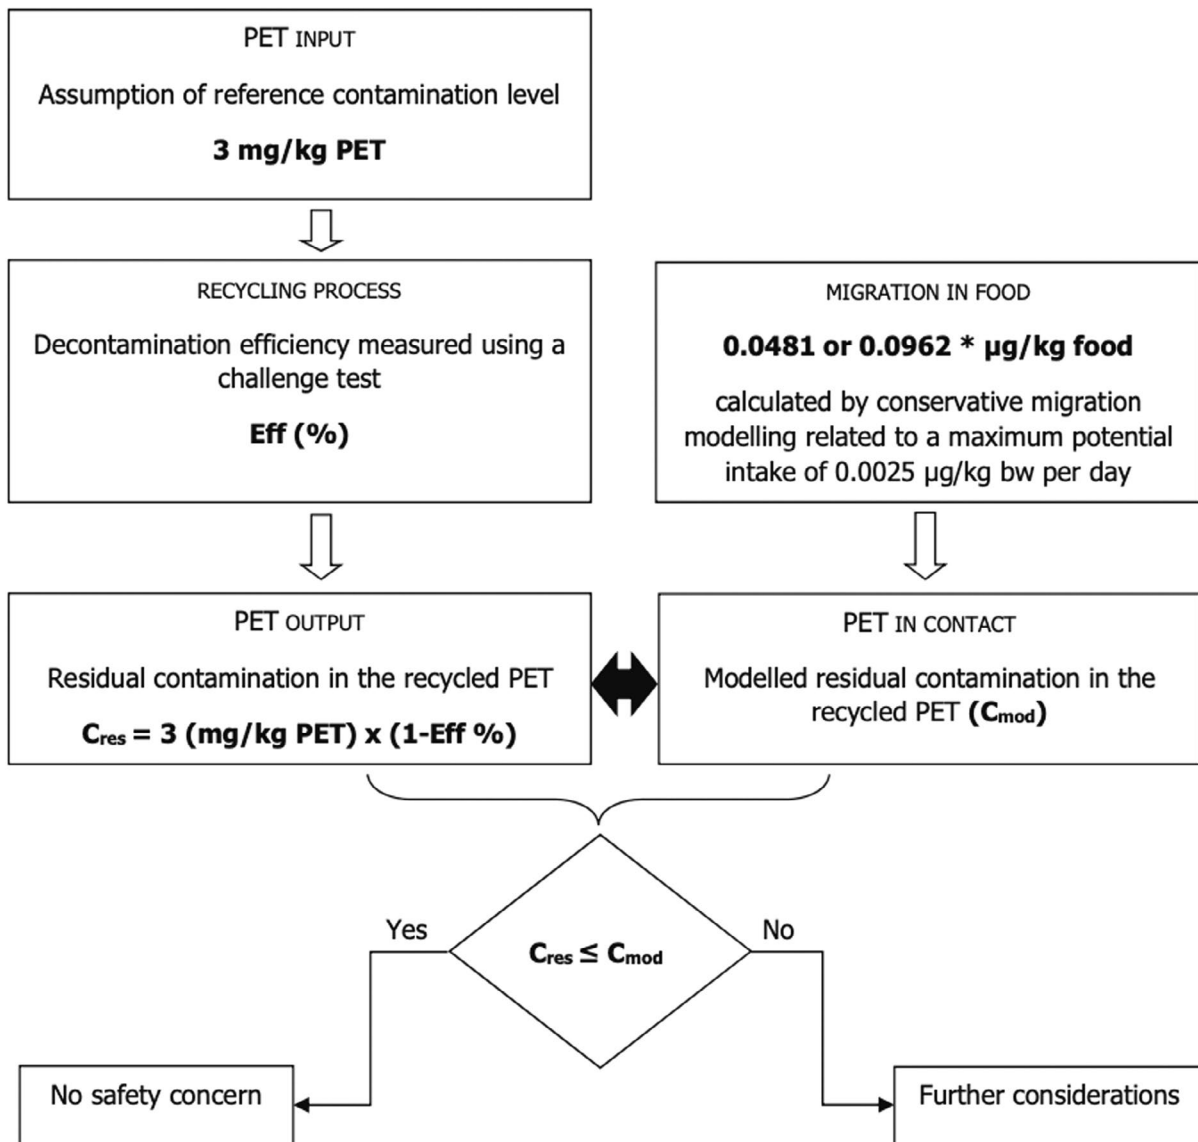 PET INPUT
Assumption of reference contamination level
3 mg/kg PET
RECYCLING PROCESS
Decontamination efficiency measured using a
challenge test
Eff (%)
MIGRATION IN FOOD
0.0481 or 0.0962 * µg/kg food
calculated by conservative migration
modelling related to a maximum potential
intake of 0.0025 µg/kg bw per day
PET OUTPUT
Residual contamination in the recycled PET
Cres = 3 (mg/kg PET) x (1-Eff %)
PET IN CONTACT
Modelled residual contamination in the
recycled PET (Cmod)
Yes
No
Cres ≤ Cmod
No safety concern
Further considerations